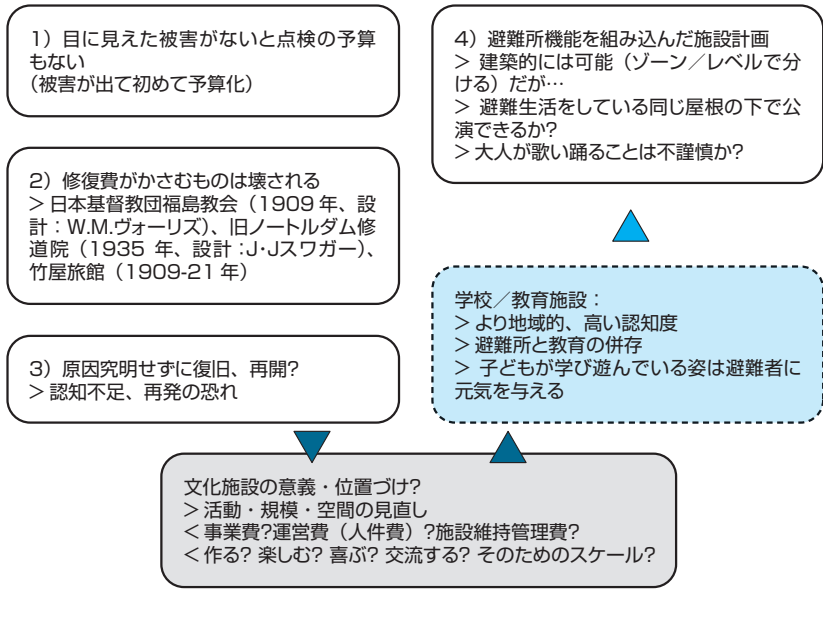 1）目に見えた被害がないと点検の予算
もない
（被害が出て初めて予算化）
2）修復費がかさむものは壊される
＞日本基督教団福島教会（1909年、設
計：W.M.ヴォーリズ）、旧ノートルダム修
道院（1935 年、設計：J・Jスワガー）、
竹屋旅館（1909-21年）
3）原因究明せずに復旧、再開?
＞認知不足、再発の恐れ
4）避難所機能を組み込んだ施設計画
＞ 建築的には可能（ゾーン／レベルで分
ける）だが…
＞ 避難生活をしている同じ屋根の下で公
演できるか?
＞大人が歌い踊ることは不謹慎か?
学校／教育施設：
＞より地域的、高い認知度
＞避難所と教育の併存
＞ 子どもが学び遊んでいる姿は避難者に
元気を与える
文化施設の意義・位置づけ?
＞活動・規模・空間の見直し
＜事業費?運営費（人件費）?施設維持管理費?
＜作る? 楽しむ? 喜ぶ? 交流する? そのためのスケール?